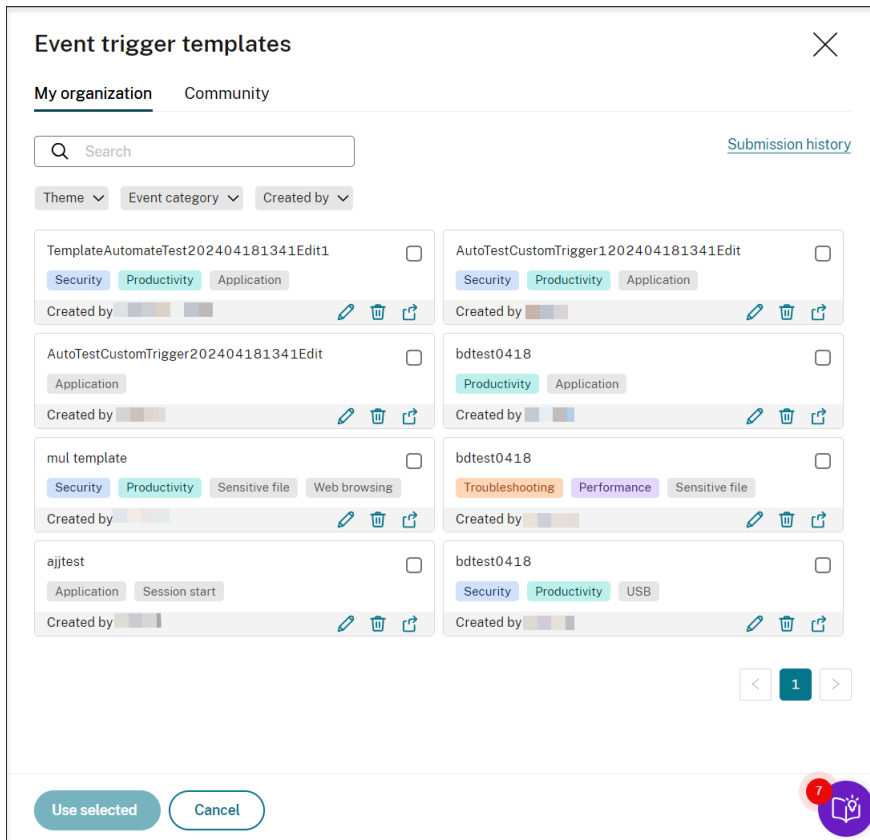 Event trigger templates
My organization Community
Search
Submission history
Theme Event category Created by
TemplateAutomateTest202404181341Edit1
Security Productivity Application
Created by
AutoTestCustomTrigger1202404181341Edit
Security Productivity Application
Created by
AutoTestCustomTrigger202404181341Edit
Application
Created by
bdtest0418
Productivity Application
Created by
mul template
Security Productivity Sensitive file Web browsing
Created by
bdtest0418
Troubleshooting Performance Sensitive file
Created by
ajjtest
Application Session start
Created by
bdtest0418
Security Productivity USB
Created by
< 1 >
Use selected Cancel
7